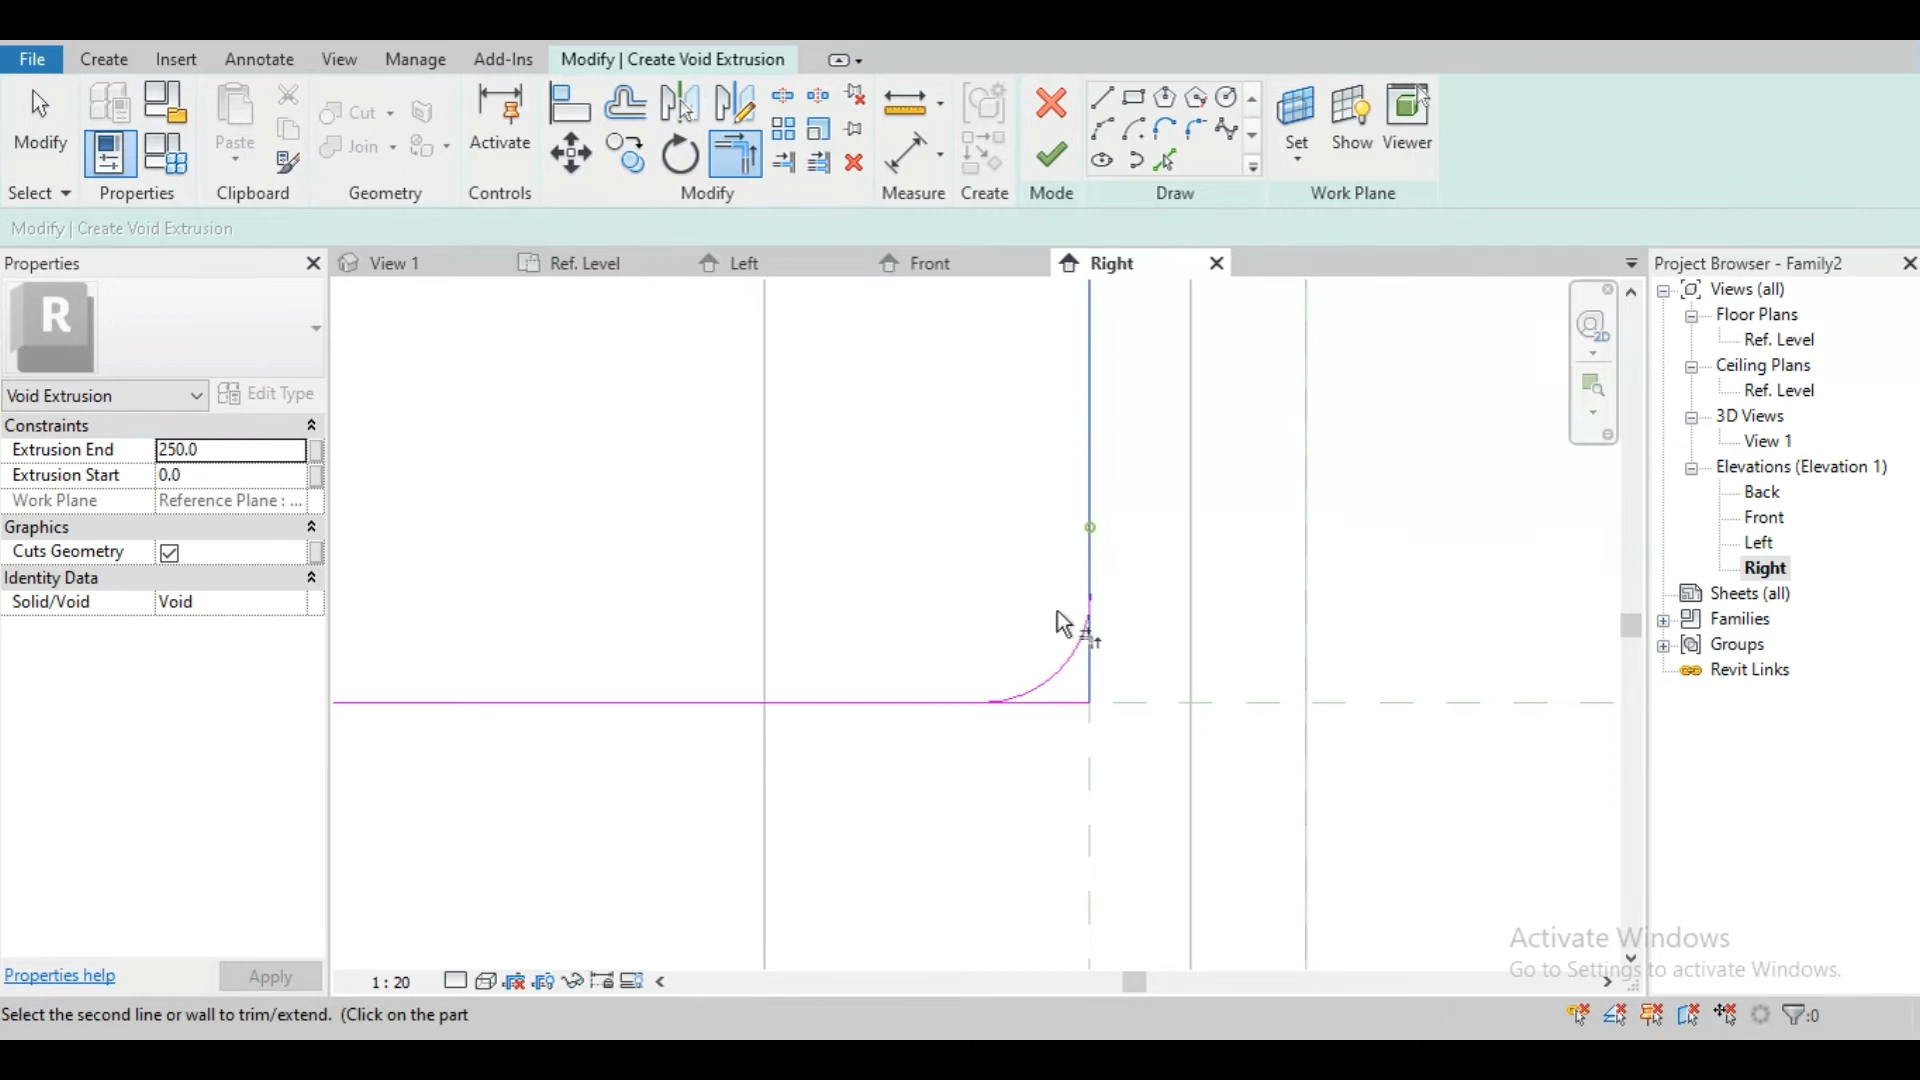 File Create Insert Annotate View Manage Add-Ins Modify | Create Void Extrusion
Modify Paste Cut Join Activate Set Show Viewer
Select Properties Clipboard Geometry Controls Modify Measure Create Mode Draw Work Plane
Modify | Create Void Extrusion
Properties
R
Void Extrusion Edit Type
Constraints
Extrusion End 250.0
Extrusion Start 0.0
Work Plane Reference Plane : ...
Graphics
Cuts Geometry
Identity Data
Solid/Void Void
Properties help Apply
View 1 Ref. Level Left Front Right
2D
1 : 20
Project Browser - Family2
Views (all)
Floor Plans
Ref. Level
Ceiling Plans
Ref. Level
3D Views
View 1
Elevations (Elevation 1)
Back
Front
Left
Right
Sheets (all)
Families
Groups
Revit Links
Activate Windows
Go to Settings to activate Windows.
Select the second line or wall to trim/extend. (Click on the part
:0